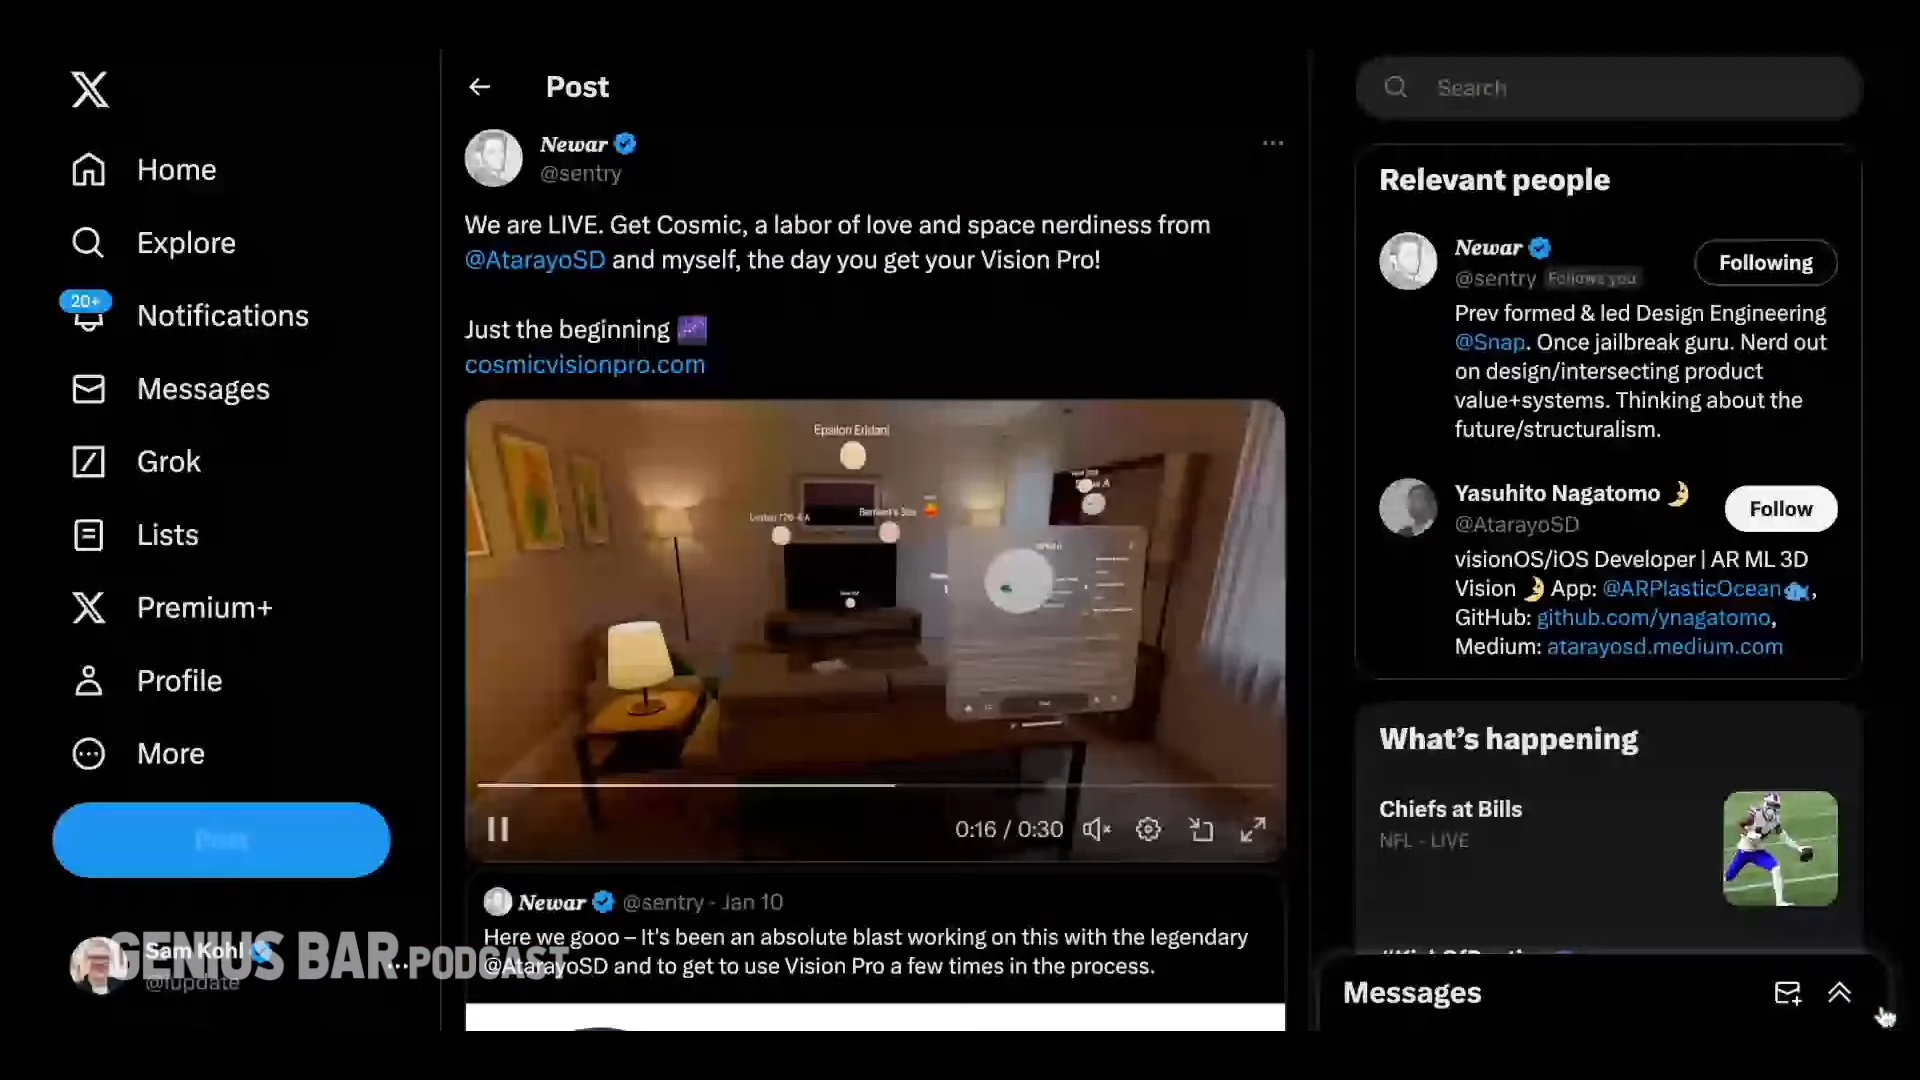 Home
Explore
20+
Notifications
Messages
Grok
Lists
Premium+
Profile
More
Post
Sam Kohl
@iupdate
GENIUS BAR PODCAST
Post
Newar
@sentry
We are LIVE. Get Cosmic, a labor of love and space nerdiness from
@AtarayoSD and myself, the day you get your Vision Pro!
Just the beginning
cosmicvisionpro.com
Epsilon Eridani
Barnard's Star
0:16 / 0:30
Newar @sentry · Jan 10
Here we gooo – It's been an absolute blast working on this with the legendary
@AtarayoSD and to get to use Vision Pro a few times in the process.
Search
Relevant people
Newar
Following
@sentry Follows you
Prev formed & led Design Engineering
@Snap. Once jailbreak guru. Nerd out
on design/intersecting product
value+systems. Thinking about the
future/structuralism.
Yasuhito Nagatomo
Follow
@AtarayoSD
visionOS/iOS Developer | AR ML 3D
Vision App: @ARPlasticOcean,
GitHub: github.com/ynagatomo,
Medium: atarayosd.medium.com
What's happening
Chiefs at Bills
NFL · LIVE
Messages